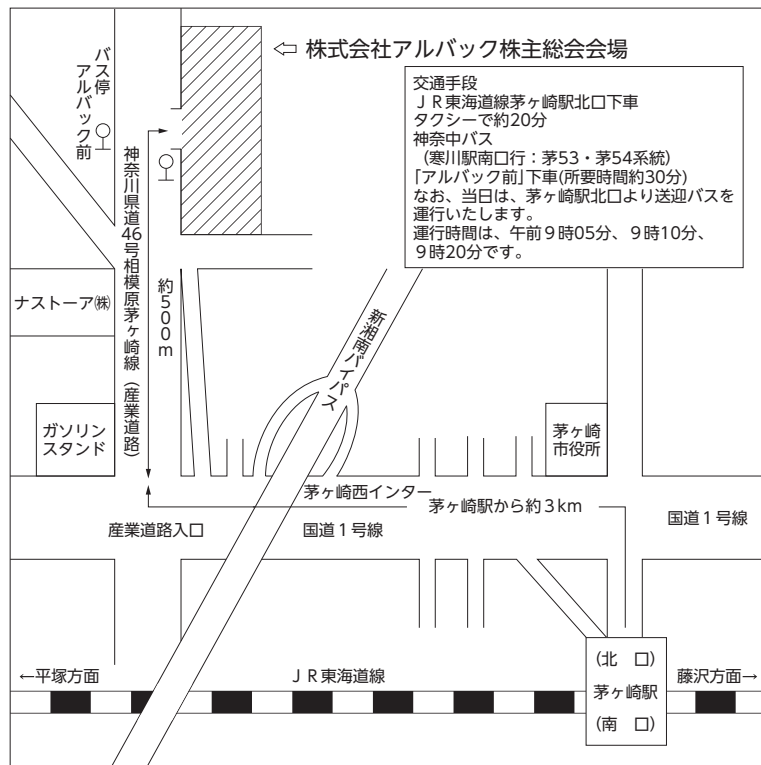 ⇦ 株式会社アルバック株主総会会場
バス停
アルバック前
交通手段
ＪＲ東海道線茅ヶ崎駅北口下車
タクシーで約20分
神奈中バス
（寒川駅南口行：茅53・茅54系統）
｢アルバック前｣下車(所要時間約30分)
なお、当日は、茅ヶ崎駅北口より送迎バスを
運行いたします。
運行時間は、午前９時05分、９時10分、
９時20分です。
神奈川県道46号相模原茅ヶ崎線（産業道路）
約500ｍ
ナストーア㈱
新湘南バイパス
ガソリン
スタンド
茅ヶ崎
市役所
茅ヶ崎西インター
茅ヶ崎駅から約３km
産業道路入口
国道１号線
国道１号線
←平塚方面
ＪＲ東海道線
(北　口)
茅ヶ崎駅
(南　口)
藤沢方面→